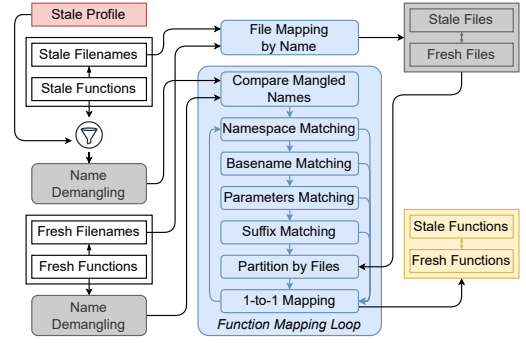 Stale Profile
Stale Filenames
Stale Functions
Name
Demangling
Fresh Filenames
Fresh Functions
Name
Demangling
File Mapping
by Name
Compare Mangled
Names
Namespace Matching
Basename Matching
Parameters Matching
Suffix Matching
Partition by Files
1-to-1 Mapping
Function Mapping Loop
Stale Files
Fresh Files
Stale Functions
Fresh Functions